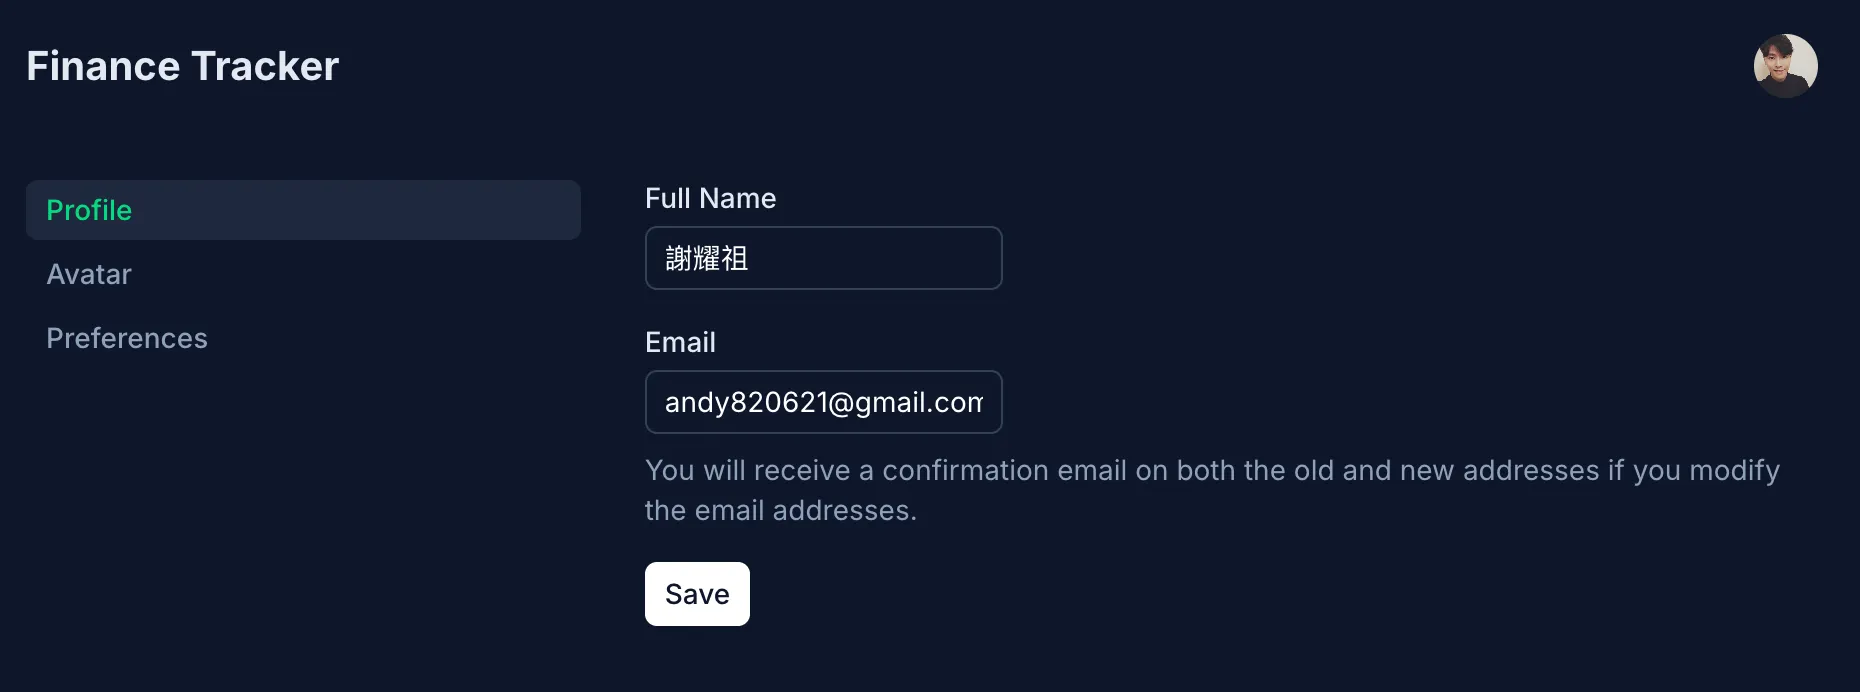 Finance Tracker
Profile
Avatar
Preferences
Full Name
謝耀祖
Email
andy820621@gmail.com
You will receive a confirmation email on both the old and new addresses if you modify
the email addresses.
Save